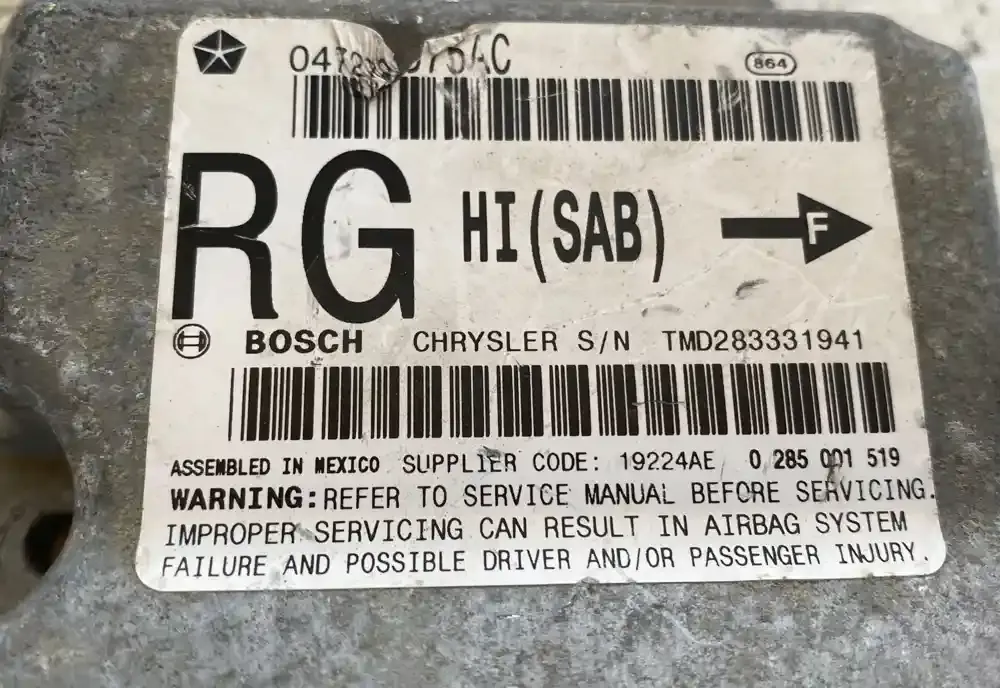 864
RG HI(SAB) F
BOSCH CHRYSLER S/N TMD283331941
ASSEMBLED IN MEXICO SUPPLIER CODE: 19224AE 0 285 001 519
WARNING:REFER TO SERVICE MANUAL BEFORE SERVICING.
IMPROPER SERVICING CAN RESULT IN AIRBAG SYSTEM
FAILURE AND POSSIBLE DRIVER AND/OR PASSENGER INJURY.